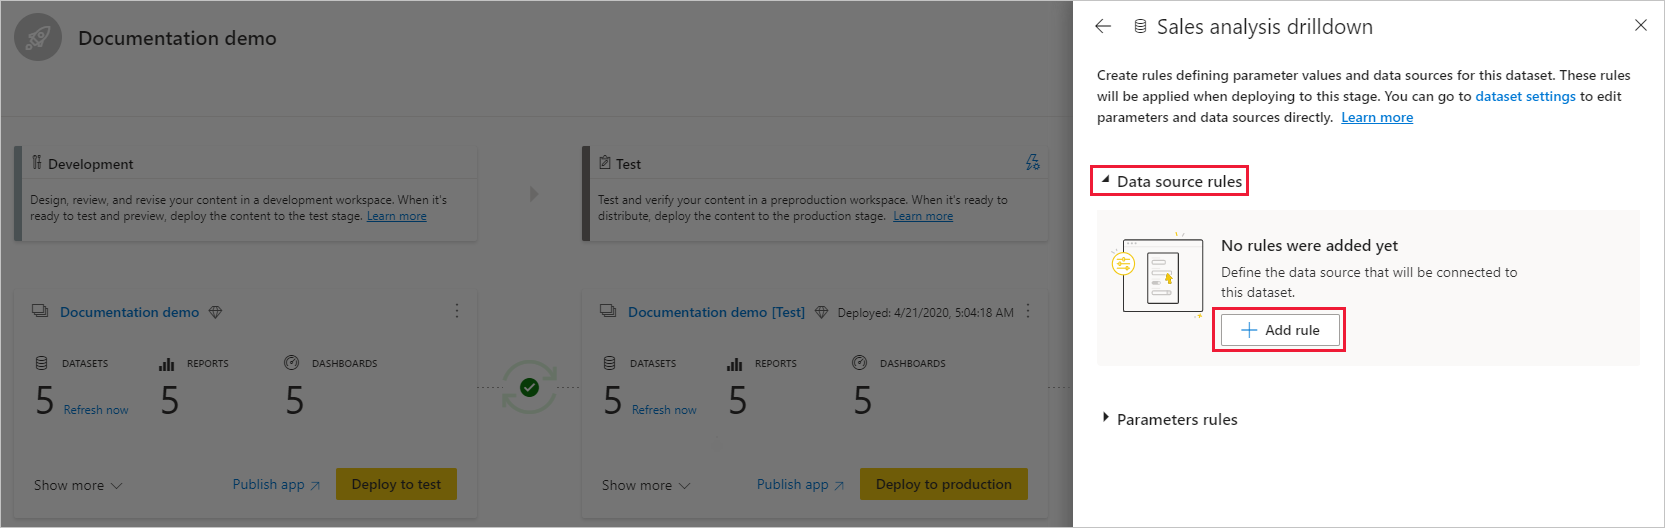 Documentation demo
Development
Design, review, and revise your content in a development workspace. When it's
ready to test and preview, deploy the content to the test stage. Learn more
Test
Test and verify your content in a preproduction workspace. When it's ready to
distribute, deploy the content to the production stage. Learn more
Documentation demo
DATASETS
REPORTS
DASHBOARDS
5 Refresh now
5
5
Show more
Publish app
Deploy to test
Documentation demo [Test]
Deployed: 4/21/2020, 5:04:18 AM
DATASETS
REPORTS
DASHBOARDS
5 Refresh now
5
5
Show more
Publish app
Deploy to production
Sales analysis drilldown
Create rules defining parameter values and data sources for this dataset. These rules
will be applied when deploying to this stage. You can go to dataset settings to edit
parameters and data sources directly. Learn more
Data source rules
No rules were added yet
Define the data source that will be connected to
this dataset.
Add rule
Parameters rules